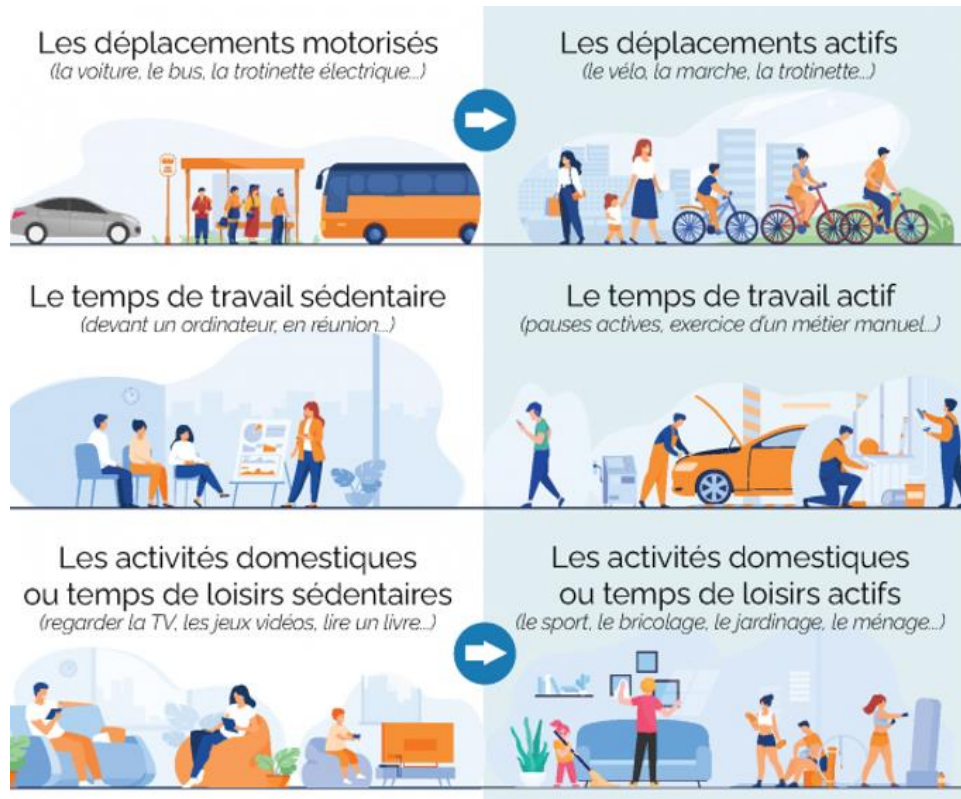 Les déplacements motorisés
(la voiture, le bus, la trotinette électrique...)
Les déplacements actifs
(le vélo, la marche, la trotinette...)
Le temps de travail sédentaire
(devant un ordinateur, en réunion...)
Le temps de travail actif
(pauses actives, exercice d'un métier manuel...)
Les activités domestiques
ou temps de loisirs sédentaires
(regarder la TV, les jeux vidéos, lire un livre...)
Les activités domestiques
ou temps de loisirs actifs
(le sport, le bricolage, le jardinage, le ménage...)